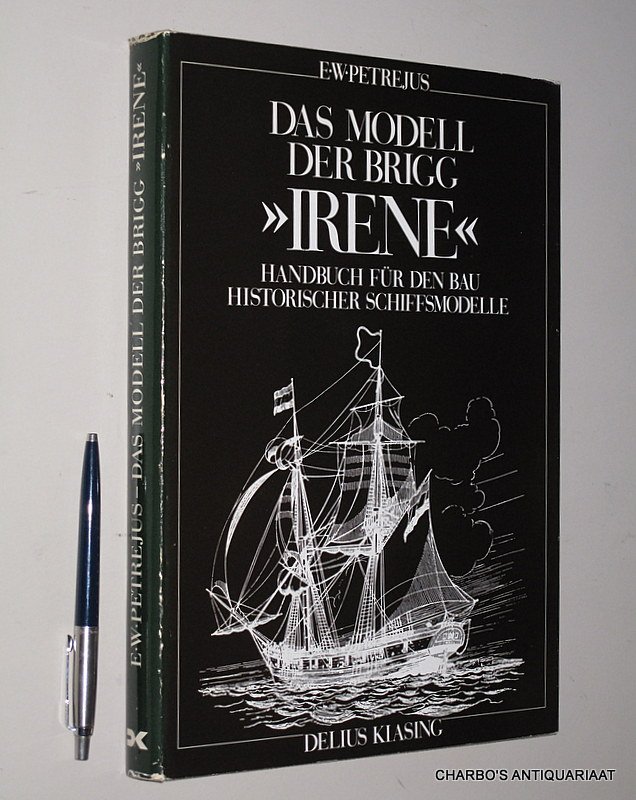 E·W·PETREJUS
DAS MODELL
DER BRIGG
»IRENE«
HANDBUCH FÜR DEN BAU
HISTORISCHER SCHIFFSMODELLE
DELIUS KLASING
E·W·PETREJUS – DAS MODELL DER BRIGG »IRENE«
CHARBO'S ANTIQUARIAAT